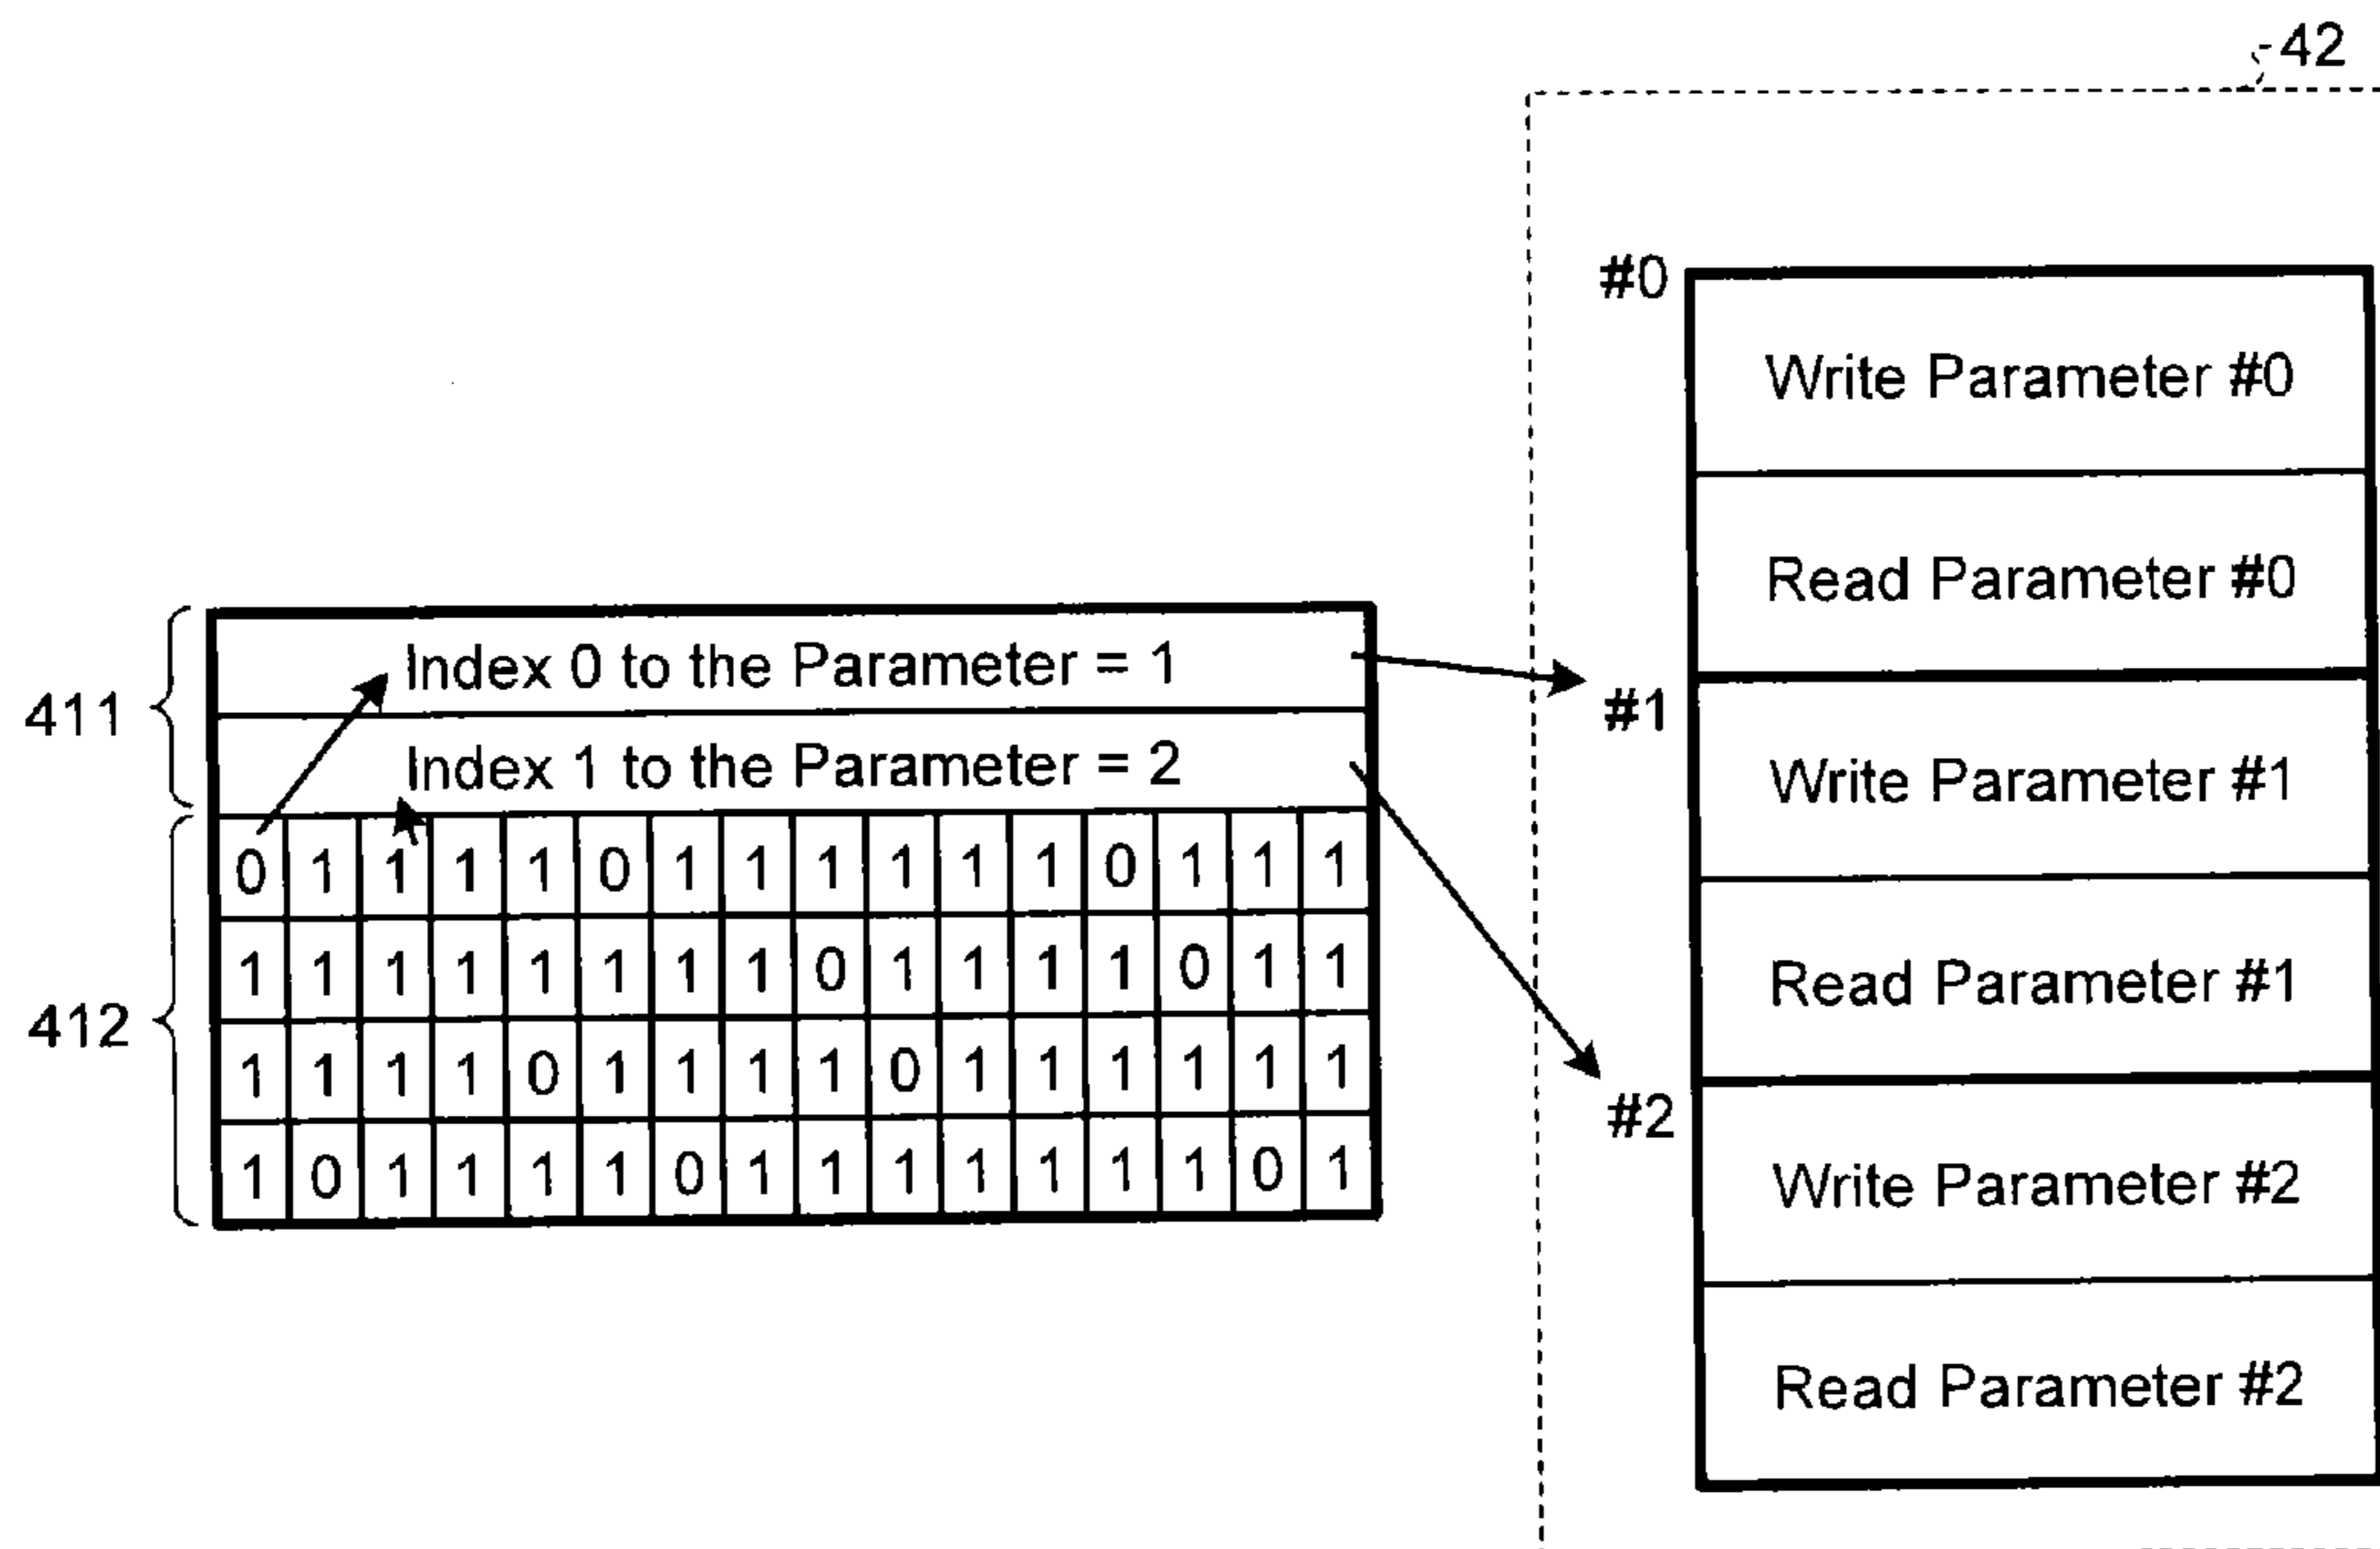 42
#0
Write Parameter #0
Read Parameter #0
411
Index 0 to the Parameter = 1
Index 1 to the Parameter = 2
#1
Write Parameter #1
412
0 1 1 1 1 0 1 1 1 1 1 1 0 1 1 1
1 1 1 1 1 1 1 1 0 1 1 1 1 0 1 1
1 1 1 1 0 1 1 1 1 0 1 1 1 1 1 1
1 0 1 1 1 1 0 1 1 1 1 1 1 1 0 1
Read Parameter #1
#2
Write Parameter #2
Read Parameter #2